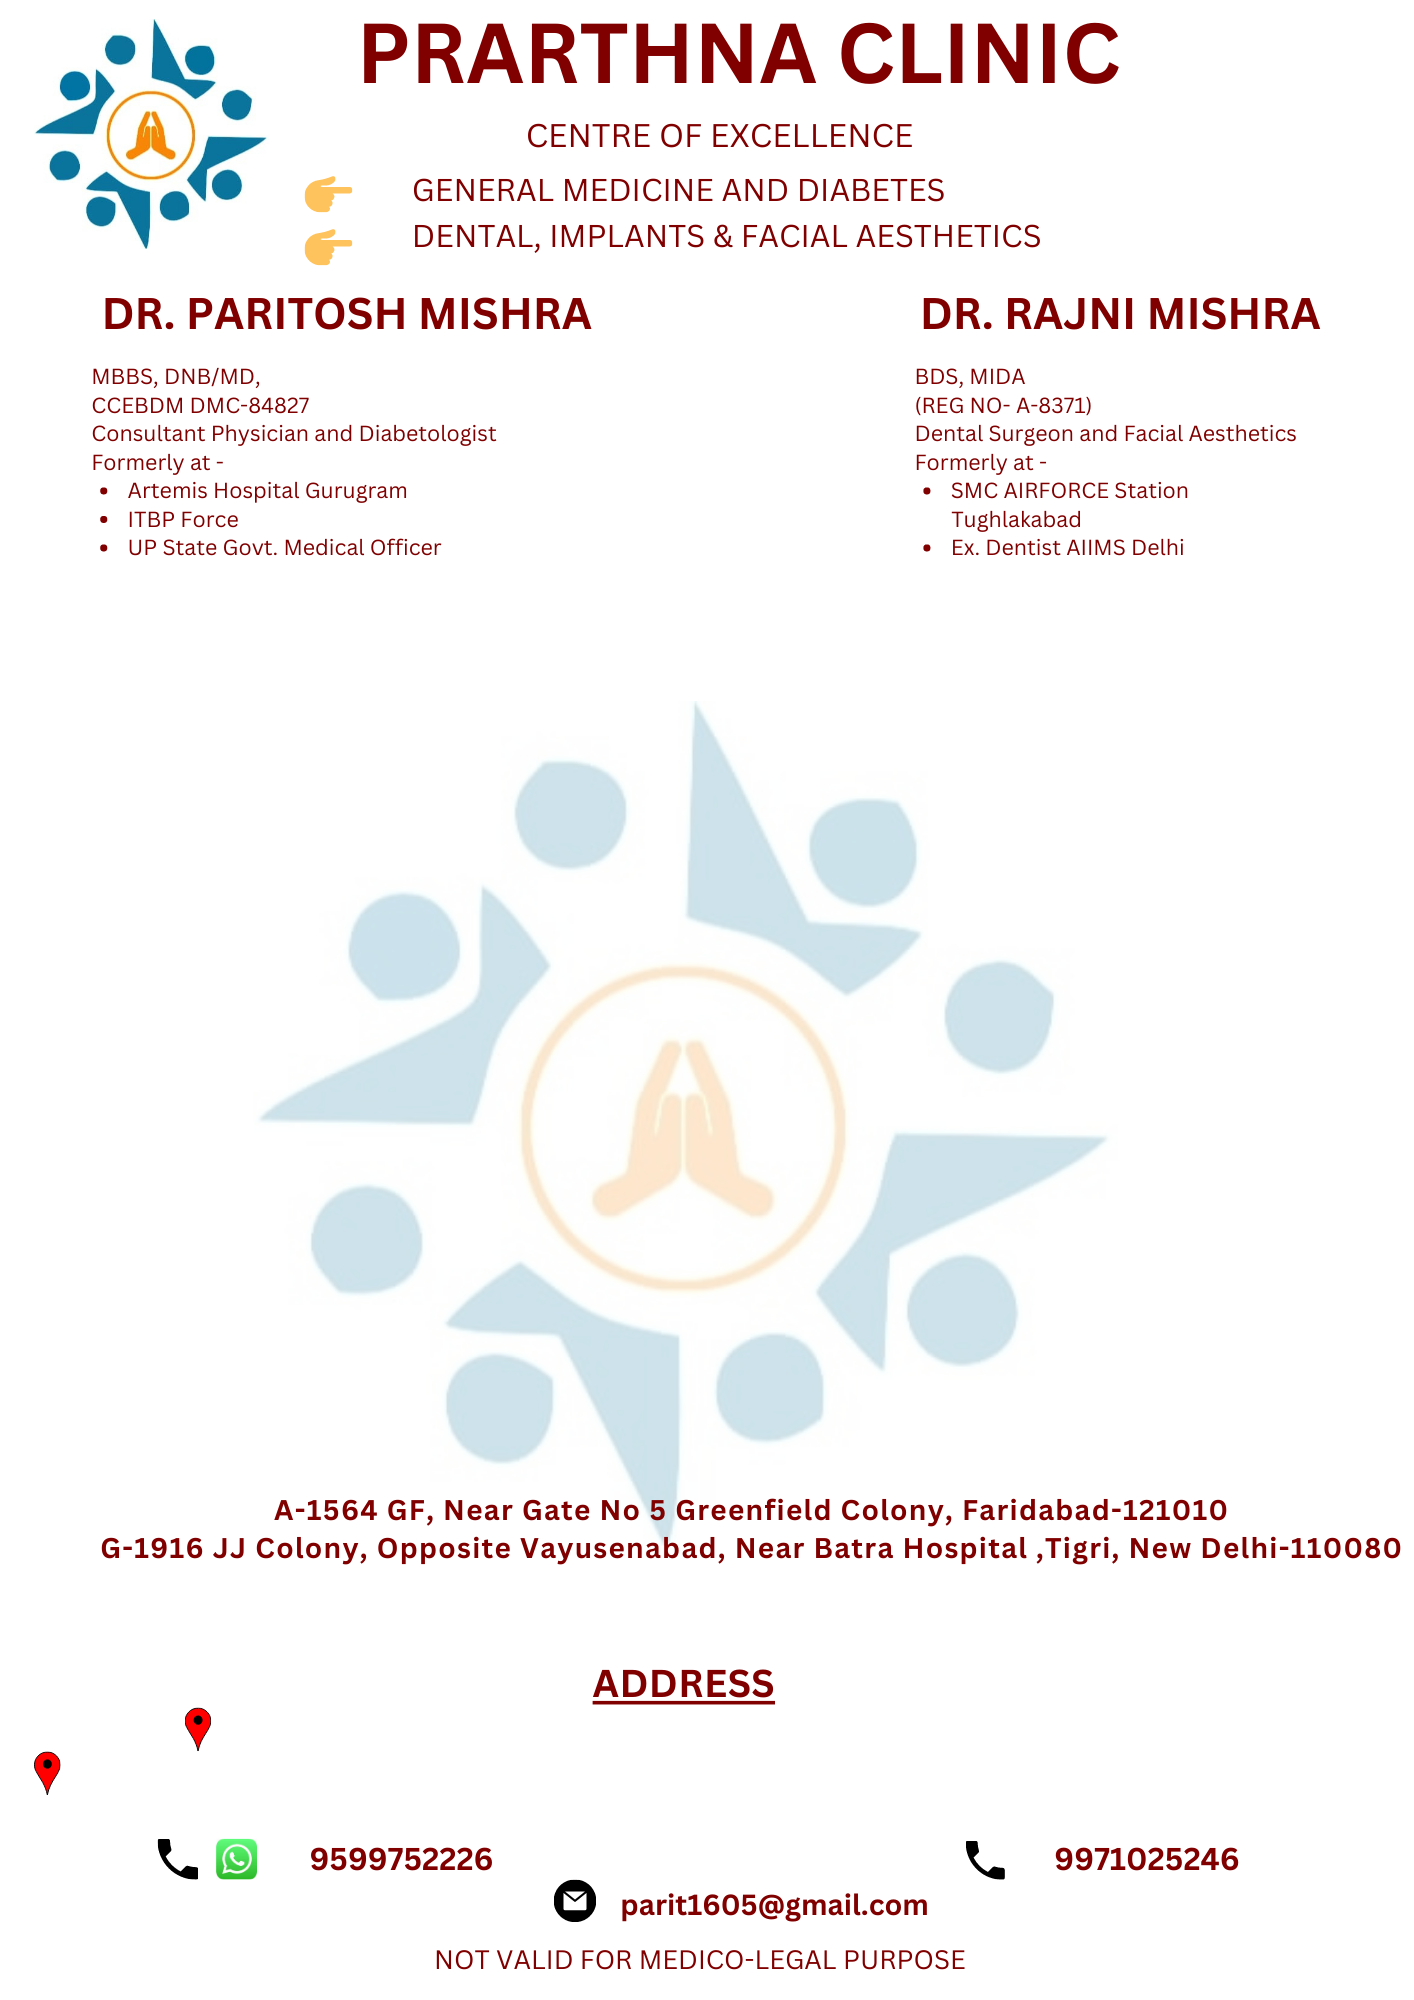 PRARTHNA CLINIC
CENTRE OF EXCELLENCE
GENERAL MEDICINE AND DIABETES
DENTAL, IMPLANTS & FACIAL AESTHETICS
DR. PARITOSH MISHRA
MBBS, DNB/MD,
CCEBDM DMC-84827
Consultant Physician and Diabetologist
Formerly at -
• Artemis Hospital Gurugram
• ITBP Force
• UP State Govt. Medical Officer
DR. RAJNI MISHRA
BDS, MIDA
(REG NO- A-8371)
Dental Surgeon and Facial Aesthetics
Formerly at -
• SMC AIRFORCE Station
Tughlakabad
• Ex. Dentist AIIMS Delhi
A-1564 GF, Near Gate No 5 Greenfield Colony, Faridabad-121010
G-1916 JJ Colony, Opposite Vayusenabad, Near Batra Hospital ,Tigri, New Delhi-110080
ADDRESS
9599752226
9971025246
parit1605@gmail.com
NOT VALID FOR MEDICO-LEGAL PURPOSE